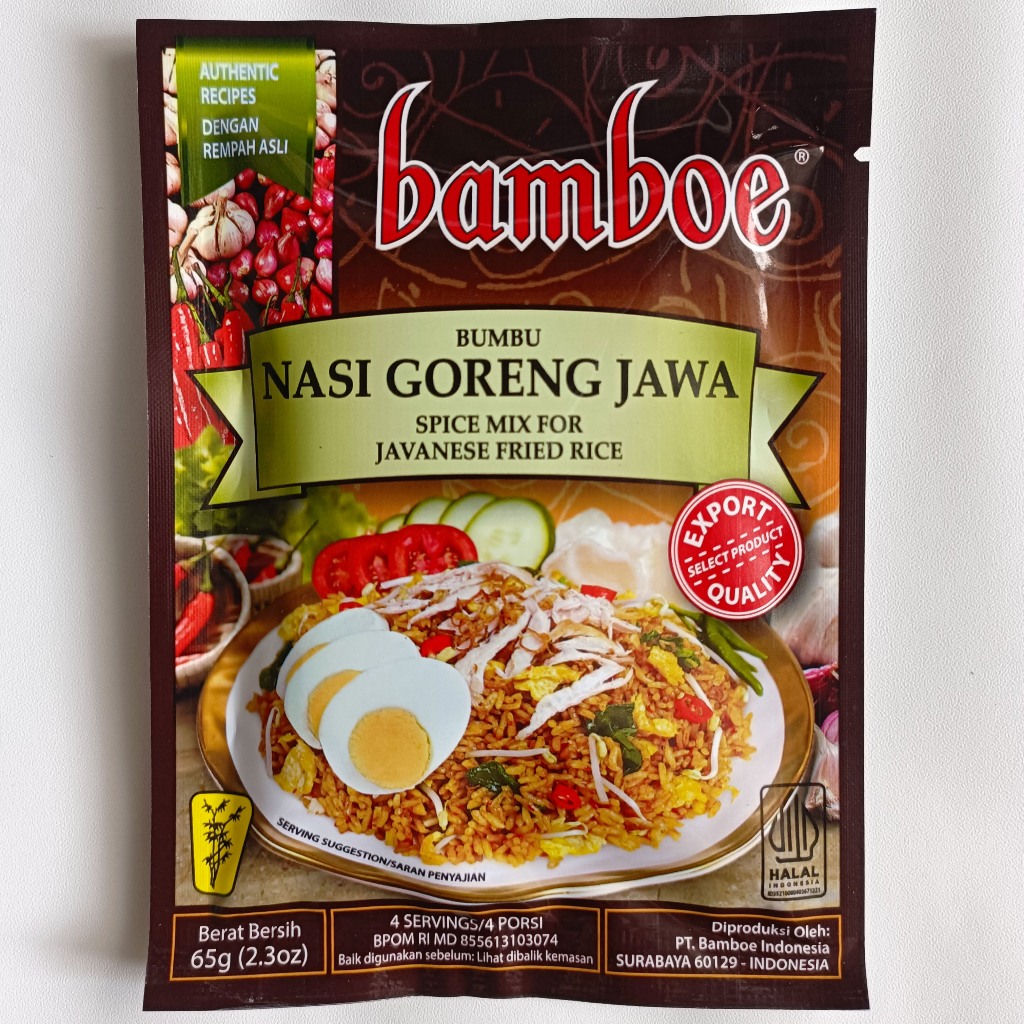 AUTHENTIC
RECIPES
DENGAN
REMPAH ASLI
bamboe®
BUMBU
NASI GORENG JAWA
SPICE MIX FOR
JAVANESE FRIED RICE
EXPORT
SELECT PRODUCT
QUALITY
SERVING SUGGESTION/SARAN PENYAJIAN
HALAL
INDONESIA
Berat Bersih
65g (2.3oz)
4 SERVINGS/4 PORSI
BPOM RI MD 855613103074
Baik digunakan sebelum: Lihat dibalik kemasan
Diproduksi Oleh:
PT. Bamboe Indonesia
SURABAYA 60129 - INDONESIA